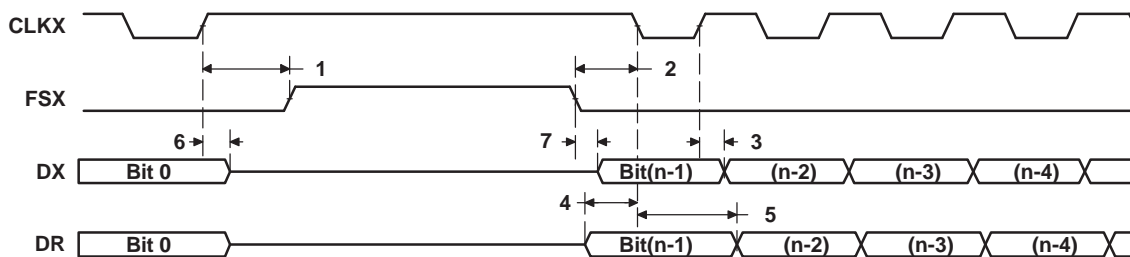 CLKX
1 2
FSX
6 7 3
DX Bit 0 Bit(n-1) (n-2) (n-3) (n-4)
4 5
DR Bit 0 Bit(n-1) (n-2) (n-3) (n-4)